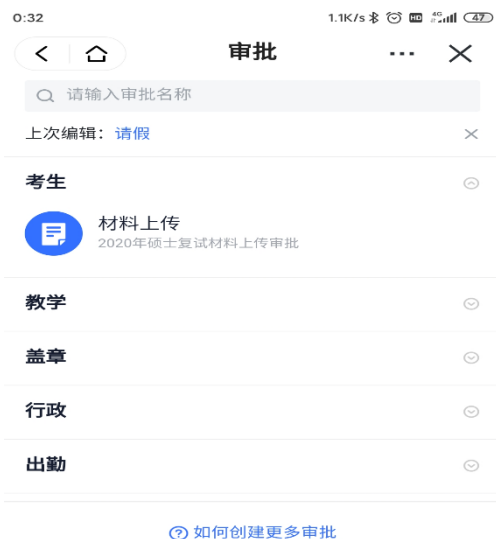 0:32
1.1K/s HD 4G 47
审批
请输入审批名称
上次编辑：请假
考生
材料上传
2020年硕士复试材料上传审批
教学
盖章
行政
出勤
如何创建更多审批